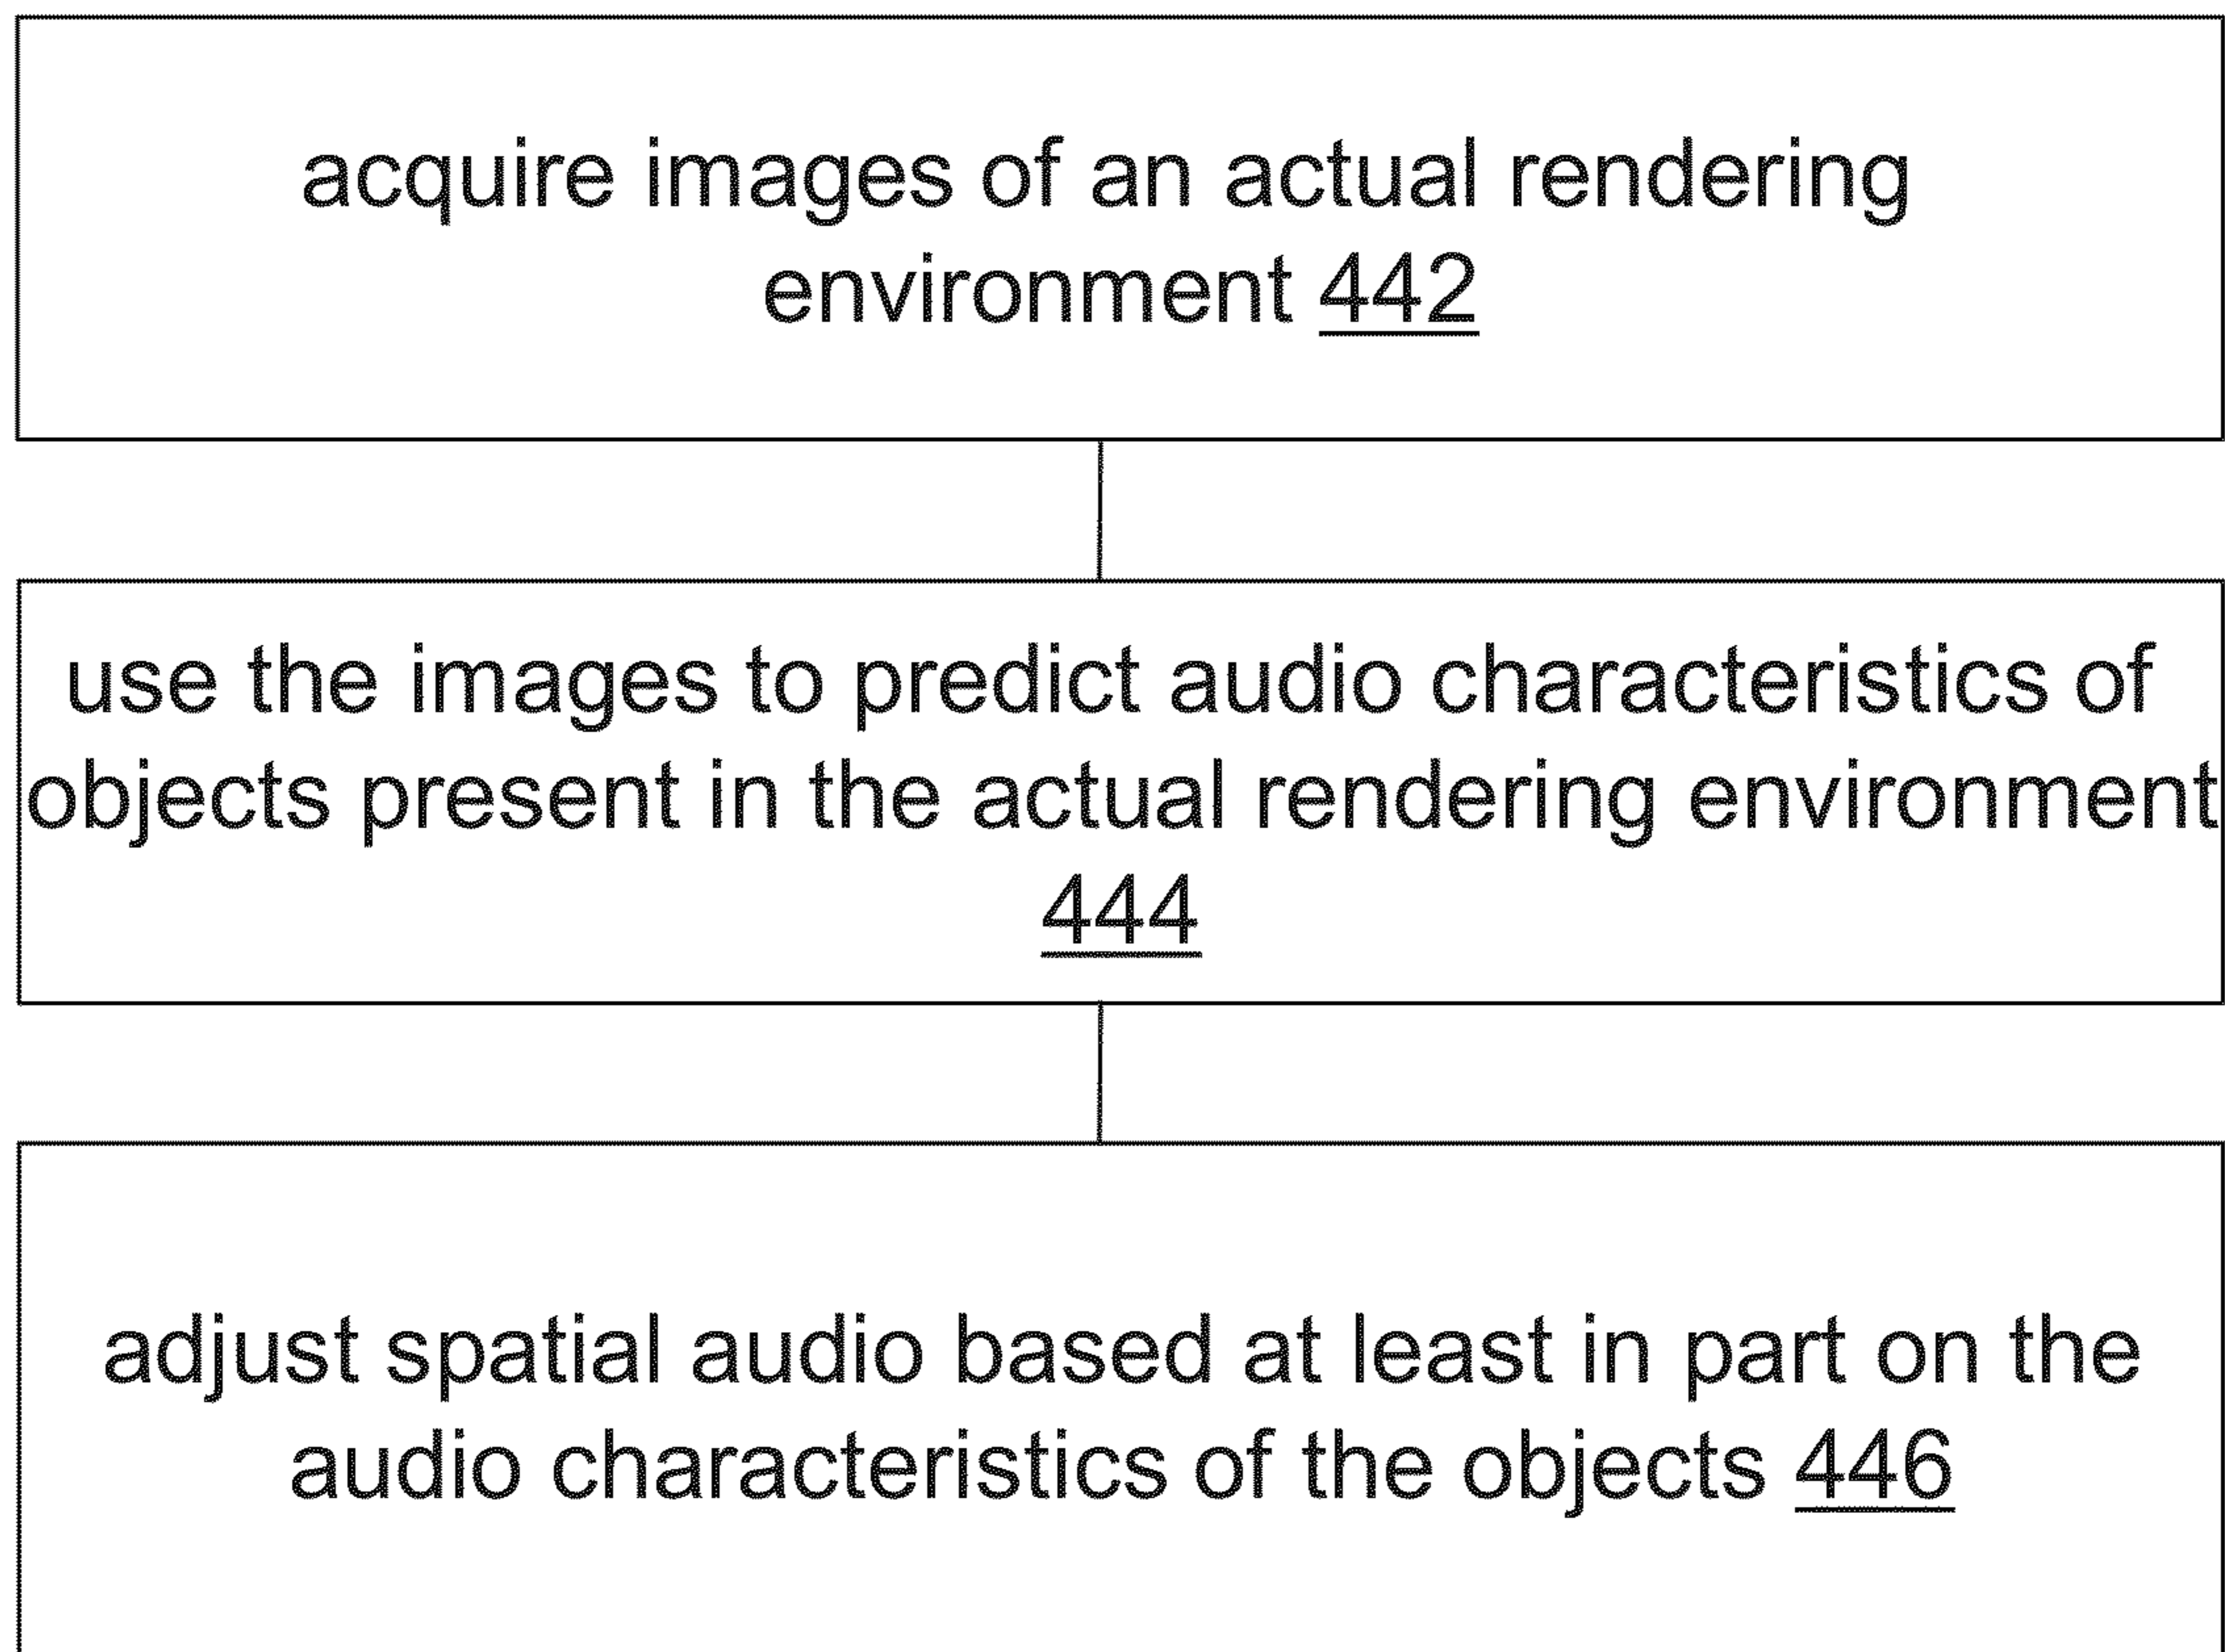 acquire images of an actual rendering
environment 442
use the images to predict audio characteristics of
objects present in the actual rendering environment
444
adjust spatial audio based at least in part on the
audio characteristics of the objects 446